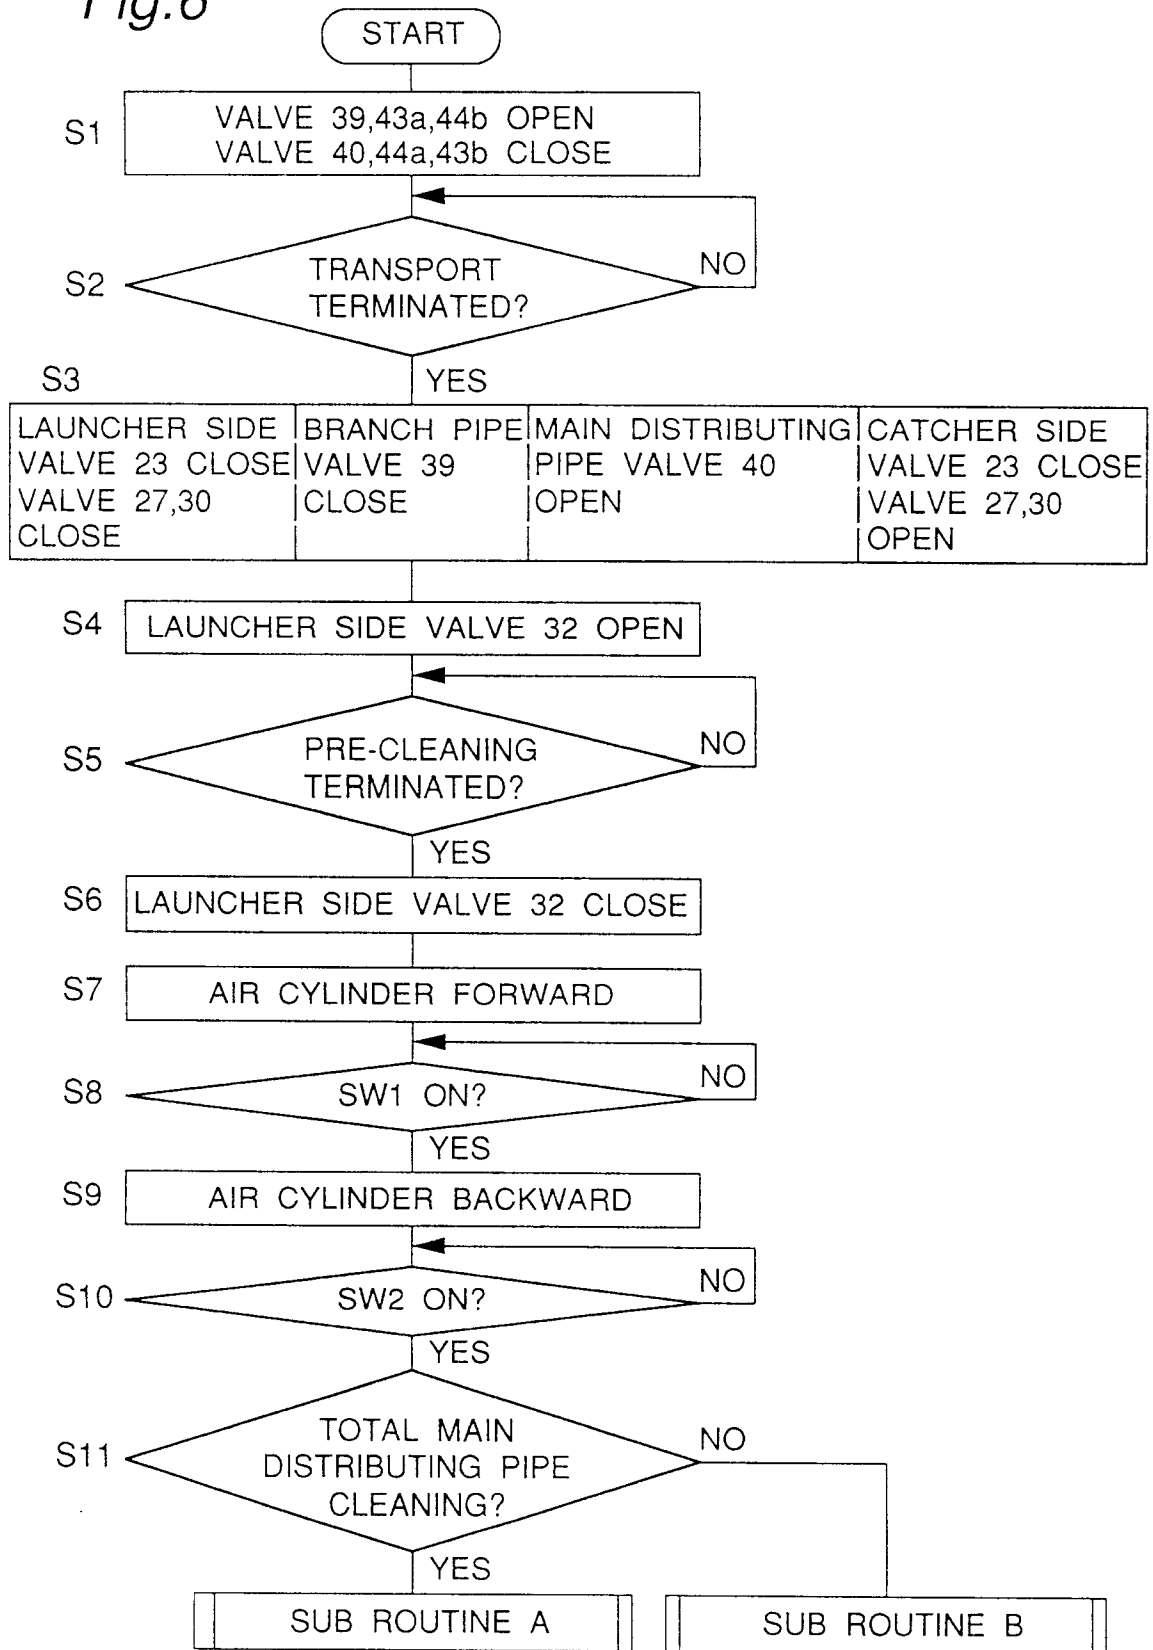 Fig.6
START
S1
VALVE 39,43a,44b OPEN
VALVE 40,44a,43b CLOSE
S2
TRANSPORT
TERMINATED?
NO
YES
S3
LAUNCHER SIDE
VALVE 23 CLOSE
VALVE 27,30
CLOSE
BRANCH PIPE
VALVE 39
CLOSE
MAIN DISTRIBUTING
PIPE VALVE 40
OPEN
CATCHER SIDE
VALVE 23 CLOSE
VALVE 27,30
OPEN
S4
LAUNCHER SIDE VALVE 32 OPEN
S5
PRE-CLEANING
TERMINATED?
NO
YES
S6
LAUNCHER SIDE VALVE 32 CLOSE
S7
AIR CYLINDER FORWARD
S8
SW1 ON?
NO
YES
S9
AIR CYLINDER BACKWARD
S10
SW2 ON?
NO
YES
S11
TOTAL MAIN
DISTRIBUTING PIPE
CLEANING?
NO
YES
SUB ROUTINE A
SUB ROUTINE B